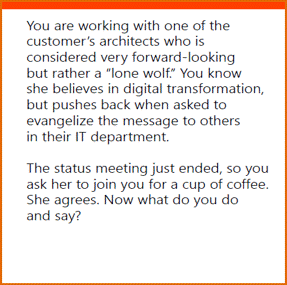 You are working with one of the
customer’s architects who is
considered very forward-looking
but rather a “lone wolf.” You know
she believes in digital transformation,
but pushes back when asked to
evangelize the message to others
in their IT department.
The status meeting just ended, so you
ask her to join you for a cup of coffee.
She agrees. Now what do you do
and say?